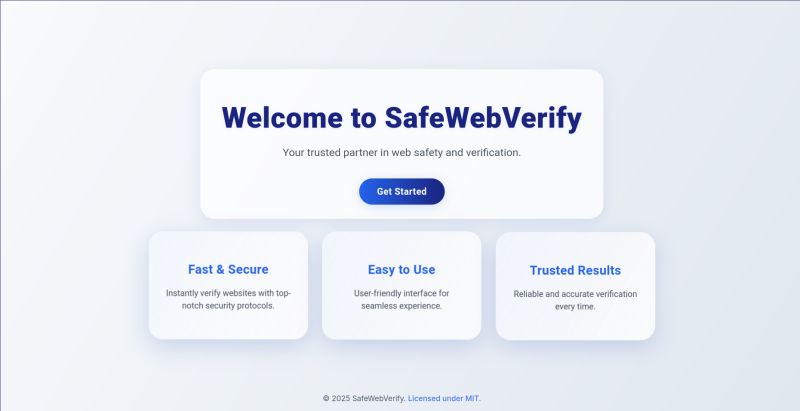 Welcome to SafeWebVerify
Your trusted partner in web safety and verification.
Get Started
Fast & Secure
Instantly verify websites with top-
notch security protocols.
Easy to Use
User-friendly interface for
seamless experience.
Trusted Results
Reliable and accurate verification
every time.
© 2025 SafeWebVerify. Licensed under MIT.